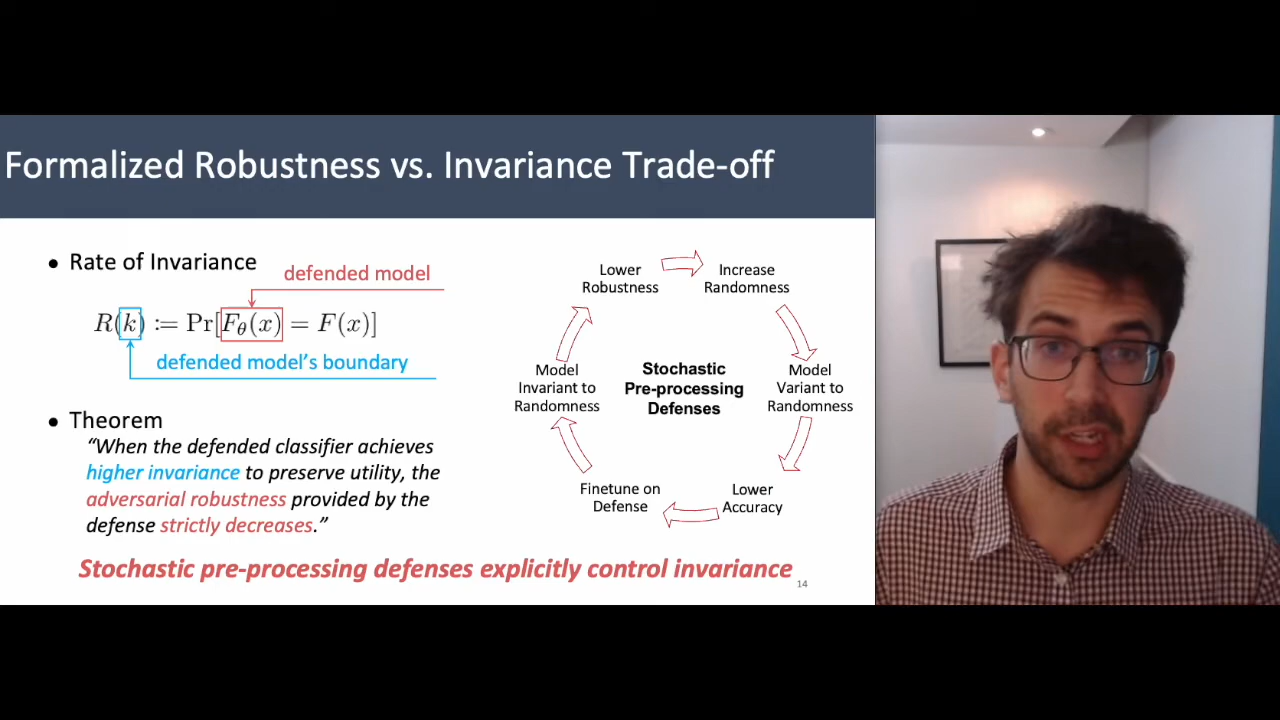 Formalized Robustness vs. Invariance Trade-off
• Rate of Invariance
defended model
R(k) := Pr[F_θ(x) = F(x)]
defended model's boundary
• Theorem
“When the defended classifier achieves
higher invariance to preserve utility, the
adversarial robustness provided by the
defense strictly decreases.”
Lower
Robustness
Increase
Randomness
Model
Invariant to
Randomness
Stochastic
Pre-processing
Defenses
Model
Variant to
Randomness
Finetune on
Defense
Lower
Accuracy
Stochastic pre-processing defenses explicitly control invariance
14